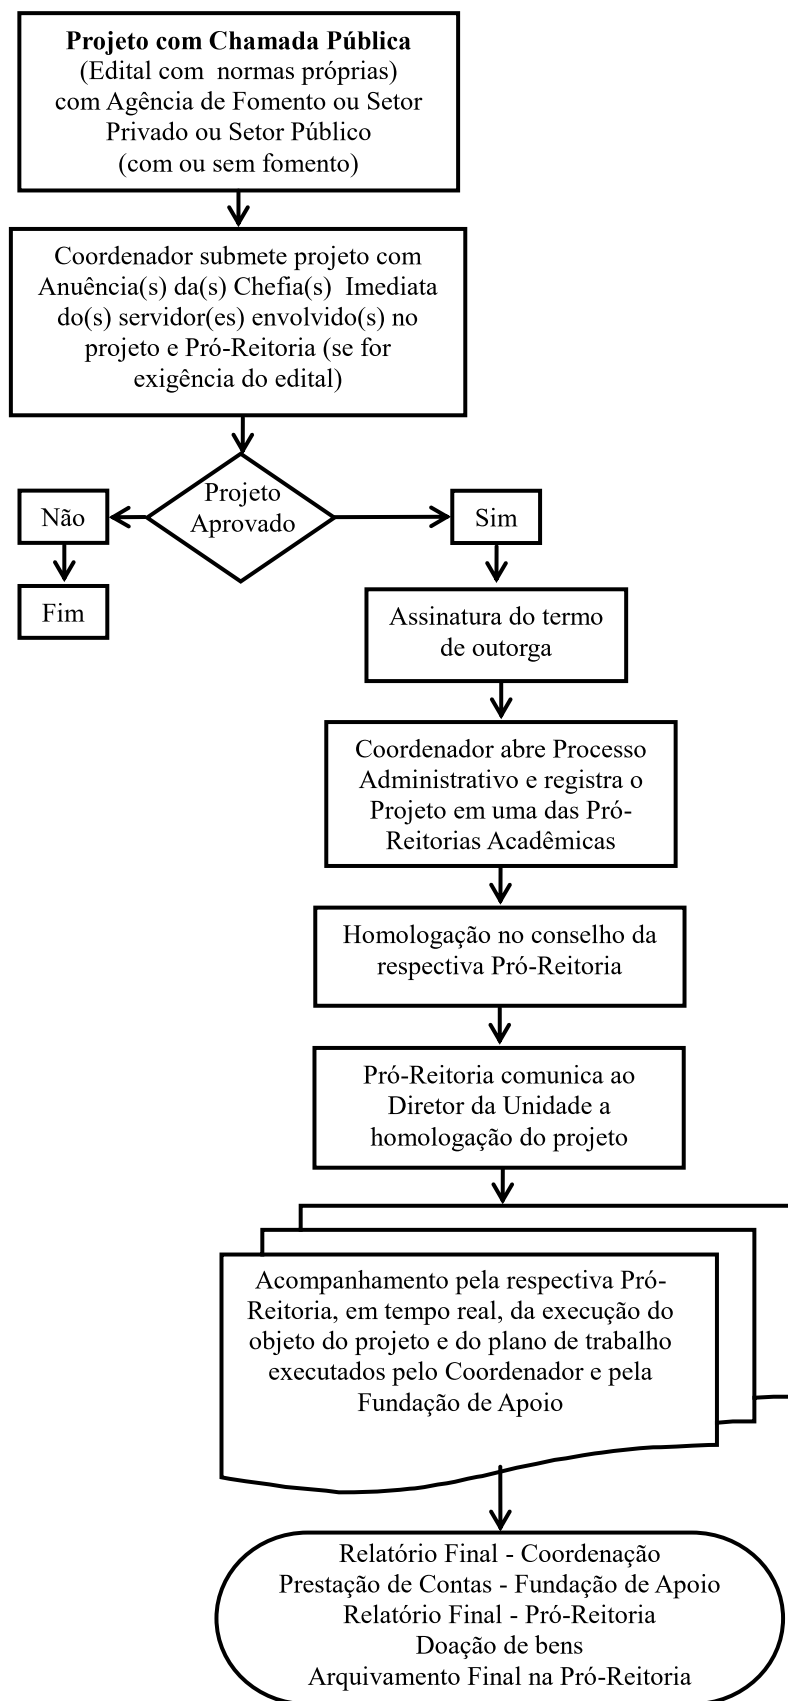 Projeto com Chamada Pública
(Edital com normas próprias)
com Agência de Fomento ou Setor
Privado ou Setor Público
(com ou sem fomento)
Coordenador submete projeto com
Anuência(s) da(s) Chefia(s) Imediata
do(s) servidor(es) envolvido(s) no
projeto e Pró-Reitoria (se for
exigência do edital)
Projeto
Aprovado
Não
Sim
Fim
Assinatura do termo
de outorga
Coordenador abre Processo
Administrativo e registra o
Projeto em uma das Pró-
Reitorias Acadêmicas
Homologação no conselho da
respectiva Pró-Reitoria
Pró-Reitoria comunica ao
Diretor da Unidade a
homologação do projeto
Acompanhamento pela respectiva Pró-
Reitoria, em tempo real, da execução do
objeto do projeto e do plano de trabalho
executados pelo Coordenador e pela
Fundação de Apoio
Relatório Final - Coordenação
Prestação de Contas - Fundação de Apoio
Relatório Final - Pró-Reitoria
Doação de bens
Arquivamento Final na Pró-Reitoria